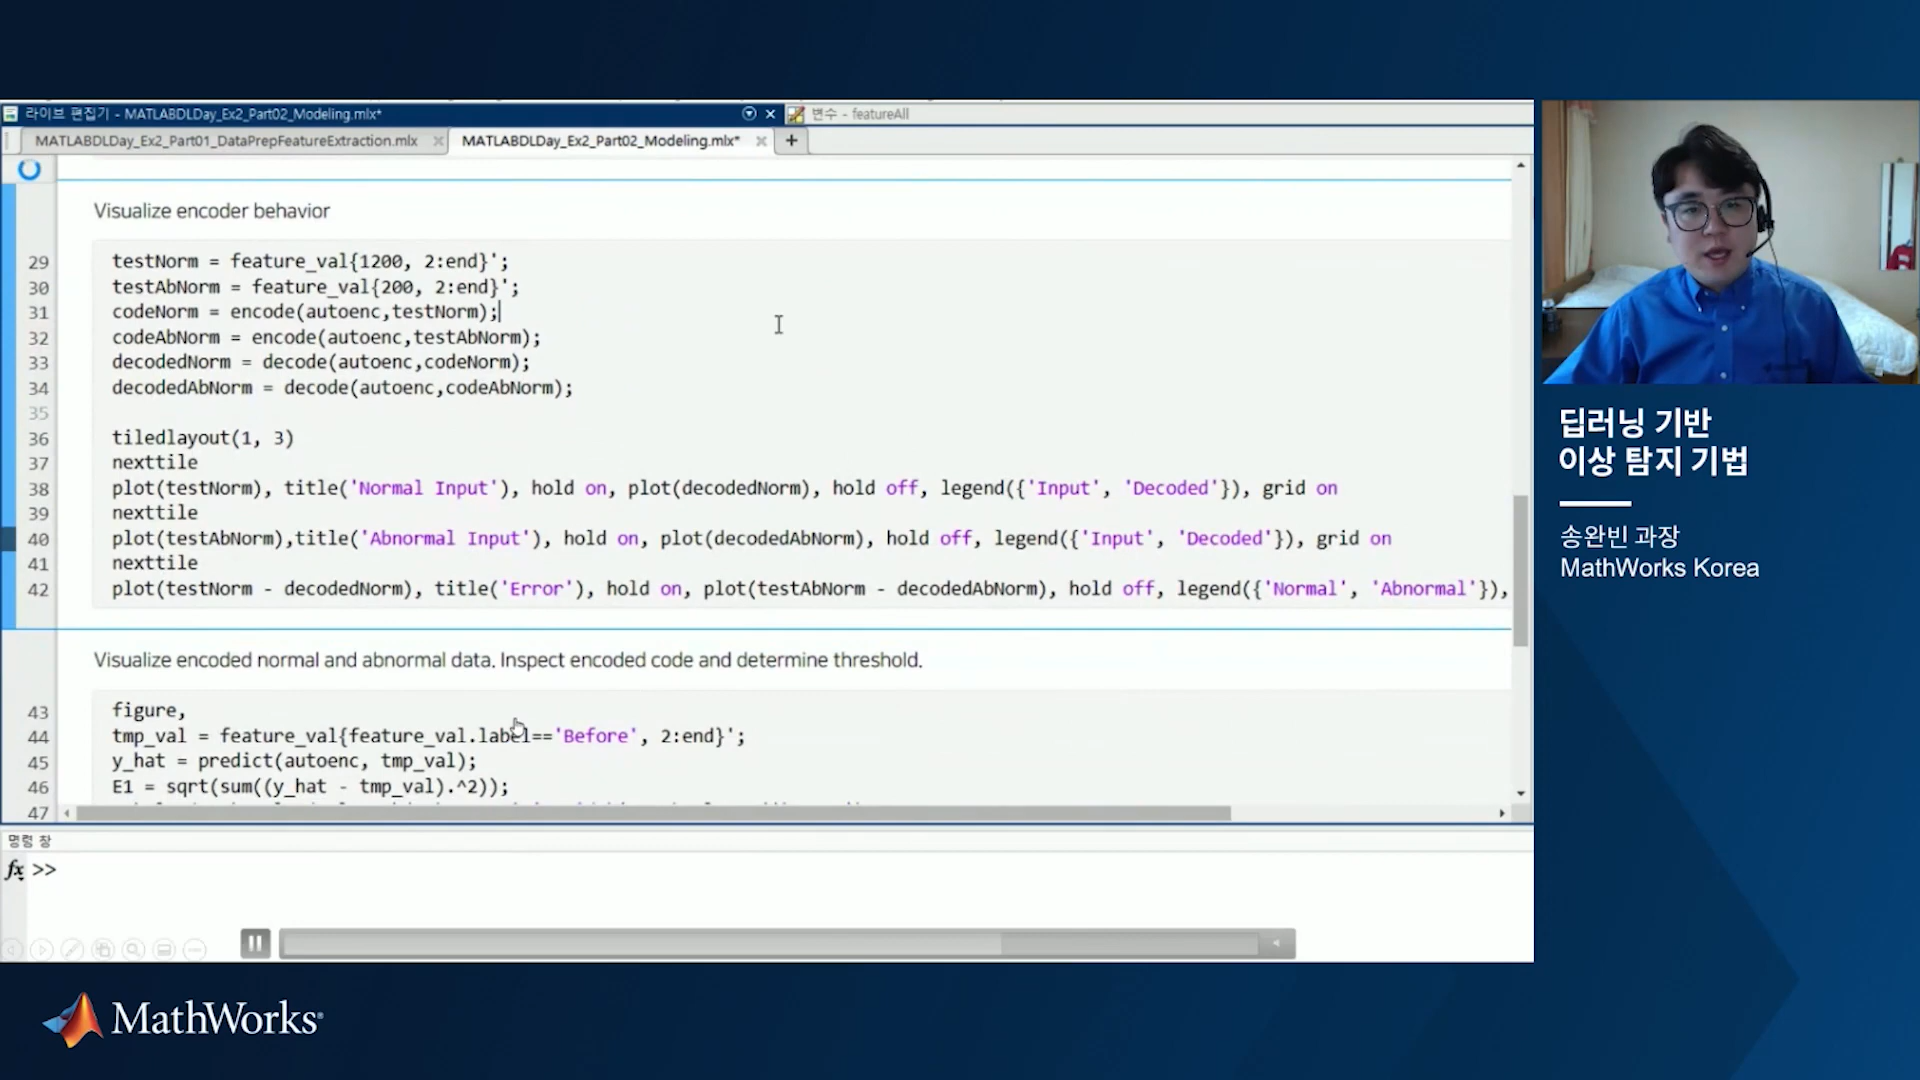 라이브 편집기 - MATLABDLDay_Ex2_Part02_Modeling.mlx*
변수 - featureAll
MATLABDLDay_Ex2_Part01_DataPrepFeatureExtraction.mlx
MATLABDLDay_Ex2_Part02_Modeling.mlx*
Visualize encoder behavior
29 testNorm = feature_val{1200, 2:end}';
30 testAbNorm = feature_val{200, 2:end}';
31 codeNorm = encode(autoenc,testNorm);
32 codeAbNorm = encode(autoenc,testAbNorm);
33 decodedNorm = decode(autoenc,codeNorm);
34 decodedAbNorm = decode(autoenc,codeAbNorm);
35
36 tiledlayout(1, 3)
37 nexttile
38 plot(testNorm), title('Normal Input'), hold on, plot(decodedNorm), hold off, legend({'Input', 'Decoded'}), grid on
39 nexttile
40 plot(testAbNorm),title('Abnormal Input'), hold on, plot(decodedAbNorm), hold off, legend({'Input', 'Decoded'}), grid on
41 nexttile
42 plot(testNorm - decodedNorm), title('Error'), hold on, plot(testAbNorm - decodedAbNorm), hold off, legend({'Normal', 'Abnormal'}),
Visualize encoded normal and abnormal data. Inspect encoded code and determine threshold.
43 figure,
44 tmp_val = feature_val{feature_val.label=='Before', 2:end}';
45 y_hat = predict(autoenc, tmp_val);
46 E1 = sqrt(sum((y_hat - tmp_val).^2));
47
명령 창
fx >>
딥러닝 기반
이상 탐지 기법
송완빈 과장
MathWorks Korea
MathWorks®